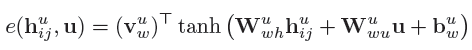 e(h^u_{ij}, u) = (v^u_w)^⊤ tanh (W^u_{wh} h^u_{ij} + W^u_{wu} u + b^u_w)